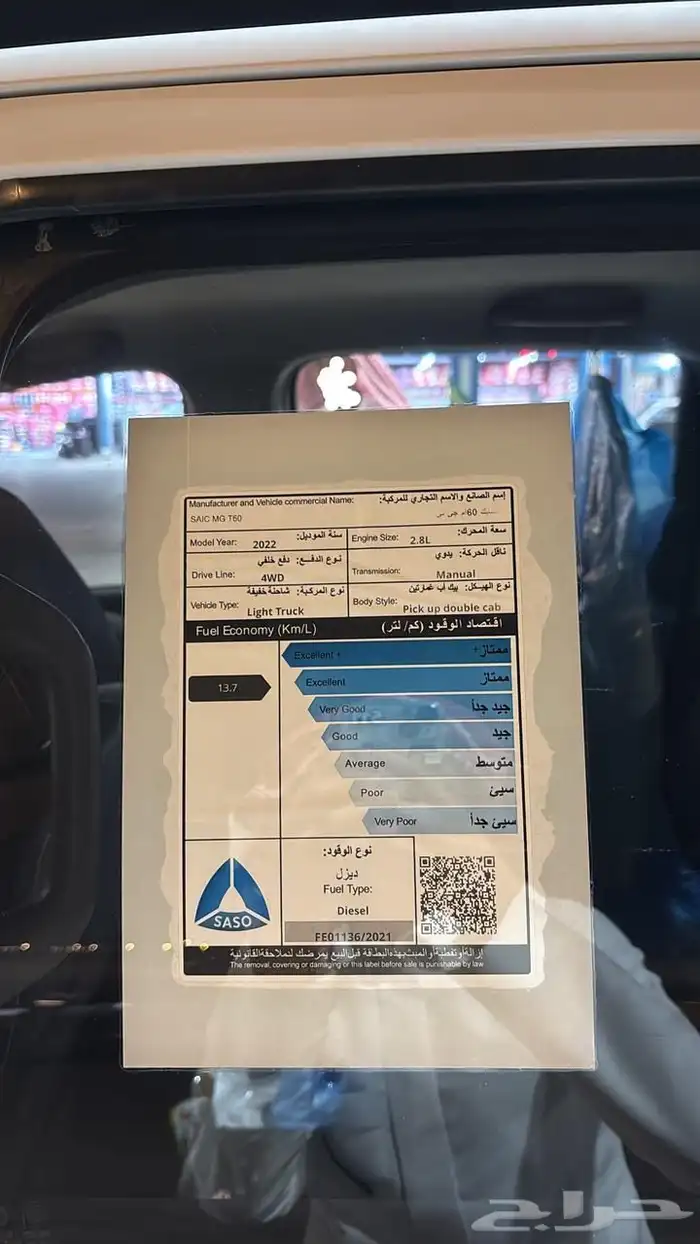 Manufacturer and Vehicle commercial Name: إسم الصانع والاسم التجاري للمركبة:
SAIC MG T60
Model Year: 2022 سنة الموديل: Engine Size: 2.8L سعة المحرك:
Drive Line: 4WD نوع الدفع: دفع خلفي Transmission: Manual ناقل الحركة: يدوي
Vehicle Type: Light Truck نوع المركبة: شاحنة خفيفة Body Style: Pick up double cab نوع الهيكل: بيك أب غمارتين
Fuel Economy (Km/L) اقتصاد الوقود (كم/ لتر)
Excellent + ممتاز+
13.7
Excellent ممتاز
Very Good جيد جداً
Good جيد
Average متوسط
Poor سيئ
Very Poor سيئ جداً
نوع الوقود:
ديزل
Fuel Type:
Diesel
SASO
FE01136/2021
The removal, covering or damaging or this label before sale is punishable by law
حراج